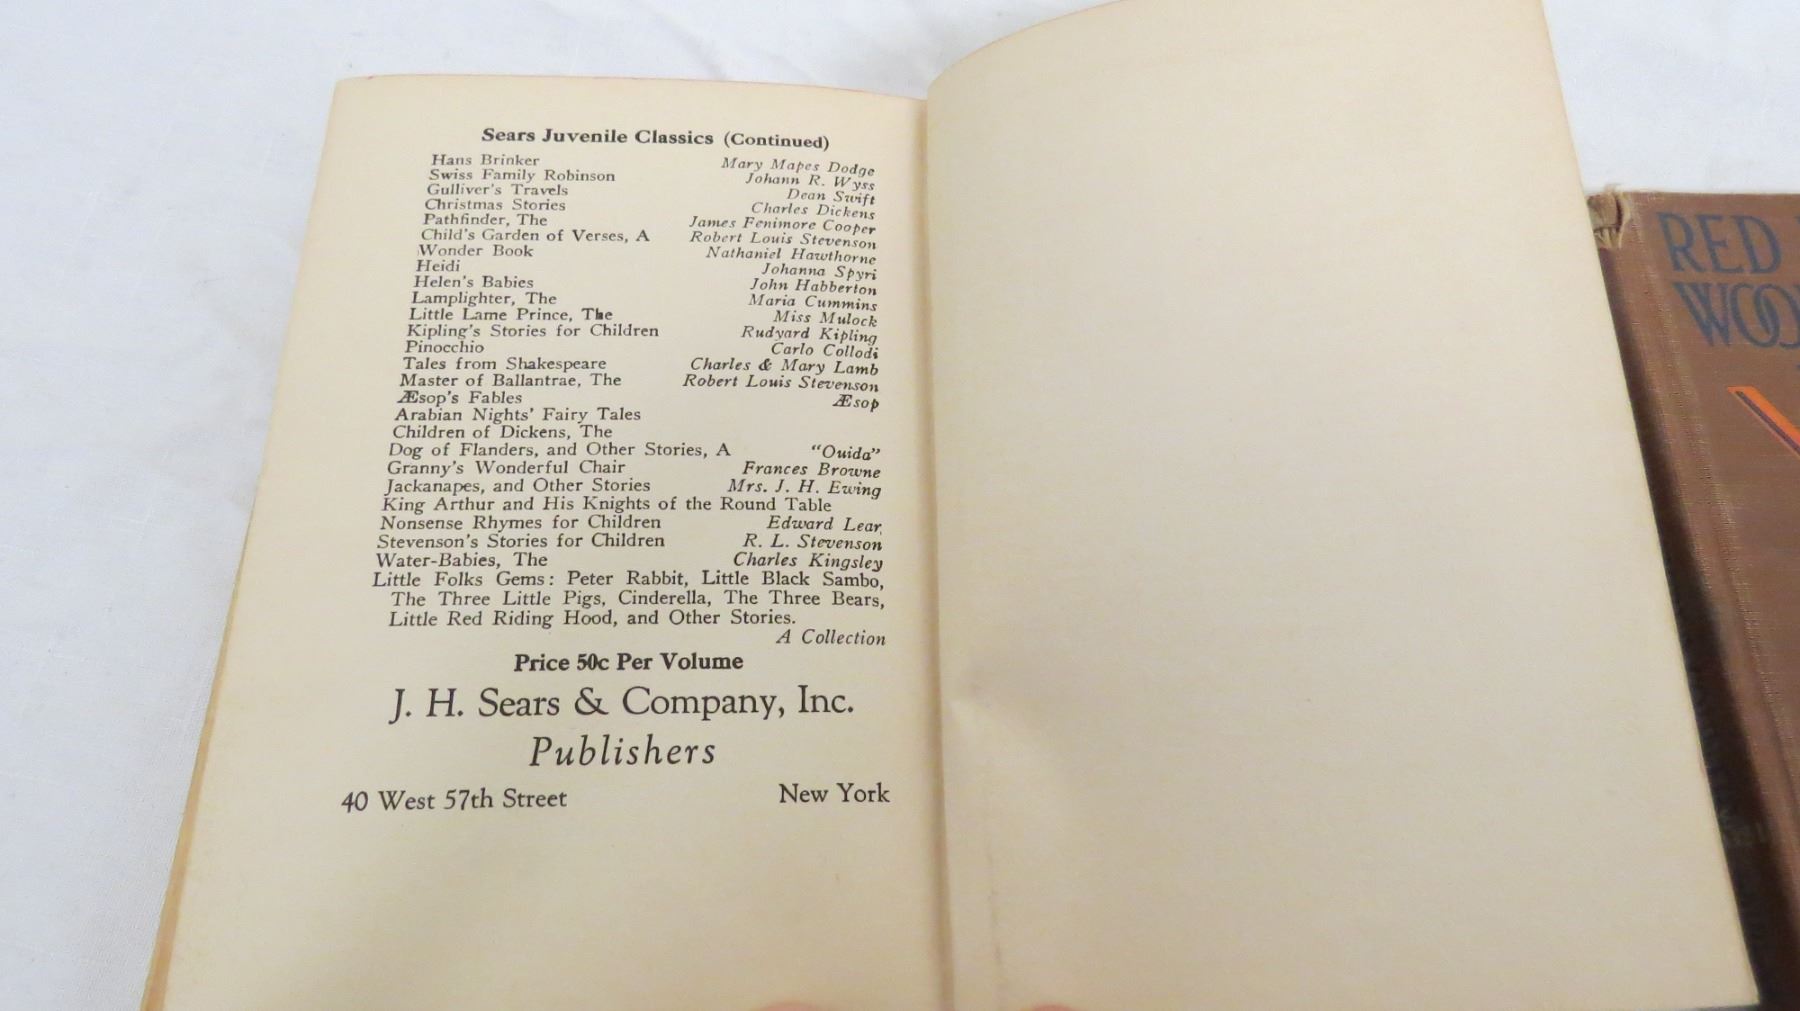 Sears Juvenile Classics (Continued)
Hans Brinker Mary Mapes Dodge
Swiss Family Robinson Johann R. Wyss
Gulliver's Travels Dean Swift
Christmas Stories Charles Dickens
Pathfinder, The James Fenimore Cooper
Child's Garden of Verses, A Robert Louis Stevenson
Wonder Book Nathaniel Hawthorne
Heidi Johanna Spyri
Helen's Babies John Habberton
Lamplighter, The Maria Cummins
Little Lame Prince, The Miss Mulock
Kipling's Stories for Children Rudyard Kipling
Pinocchio Carlo Collodi
Tales from Shakespeare Charles & Mary Lamb
Master of Ballantrae, The Robert Louis Stevenson
Æsop's Fables Æsop
Arabian Nights' Fairy Tales
Children of Dickens, The
Dog of Flanders, and Other Stories, A "Ouida"
Granny's Wonderful Chair Frances Browne
Jackanapes, and Other Stories Mrs. J. H. Ewing
King Arthur and His Knights of the Round Table
Nonsense Rhymes for Children Edward Lear
Stevenson's Stories for Children R. L. Stevenson
Water-Babies, The Charles Kingsley
Little Folks Gems: Peter Rabbit, Little Black Sambo,
The Three Little Pigs, Cinderella, The Three Bears,
Little Red Riding Hood, and Other Stories.
A Collection
Price 50c Per Volume
J. H. Sears & Company, Inc.
Publishers
40 West 57th Street New York
RED